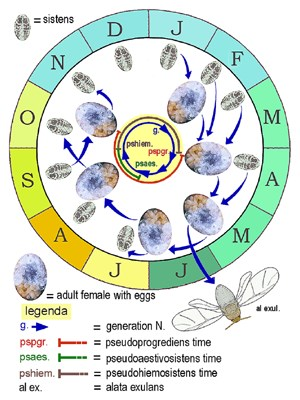 = sistens
D J
N F
O M
S A
A M
J J
g.
pspgr.
pshiem.
psaes.
al exul.
= adult female with eggs
legenda
g. = generation N.
pspgr. = pseudoprogrediens time
psaes. = pseudoaestivosistens time
pshiem. = pseudohiemosistens time
al ex. = alata exulans